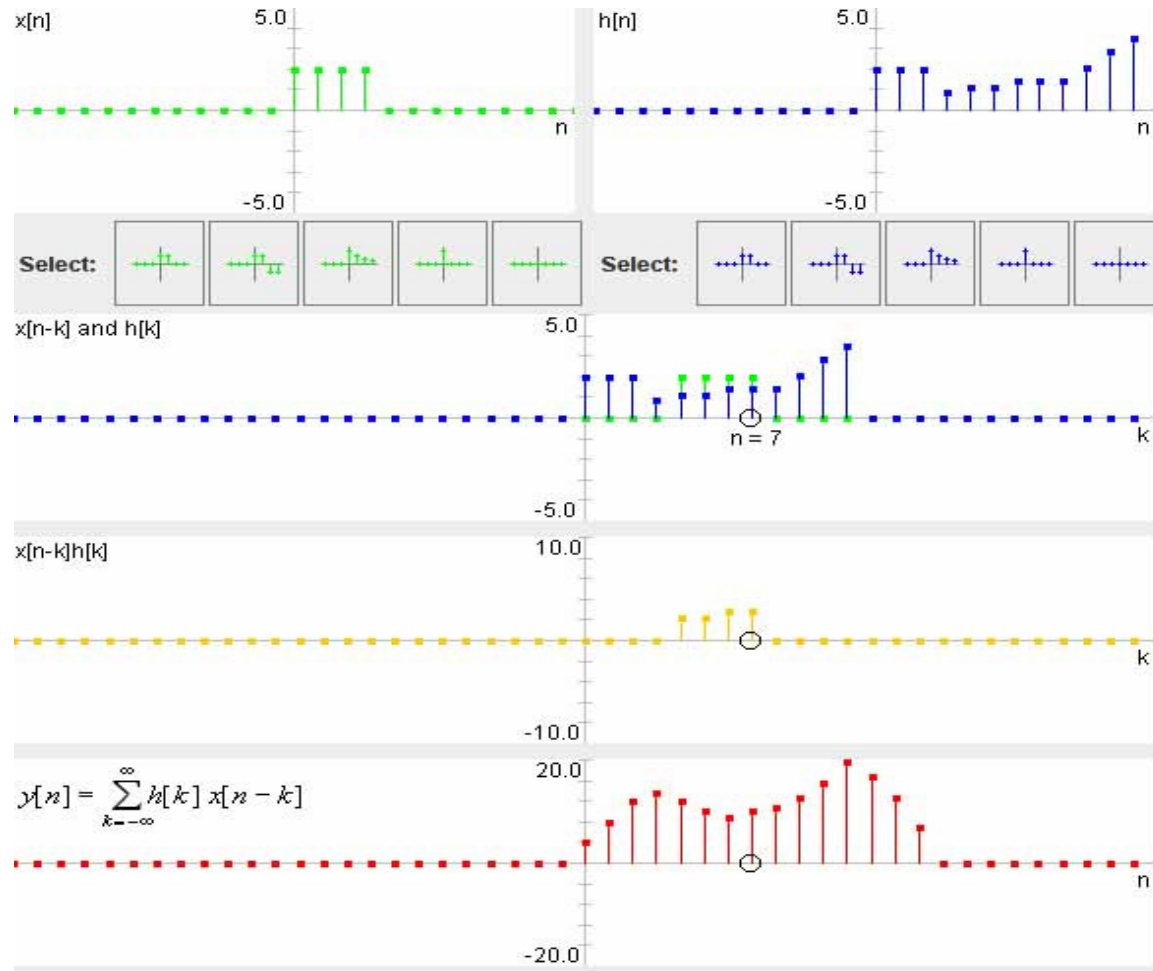 x[n]
5.0
n
-5.0
h[n]
5.0
n
-5.0
Select:
Select:
x[n-k] and h[k]
5.0
n = 7
k
-5.0
x[n-k]h[k]
10.0
k
-10.0
y[n] = ∞∑k=-∞ h[k] x[n - k]
20.0
n
-20.0